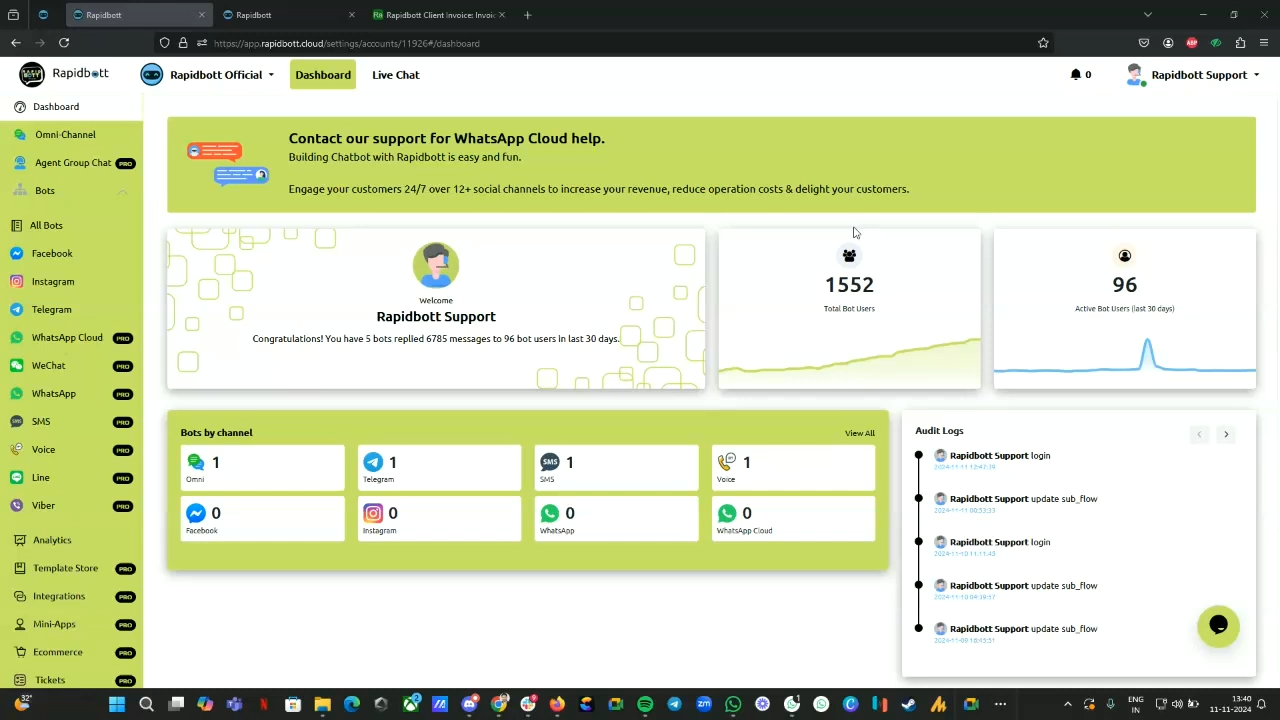 Rapidbott
Rapidbott
Rapidbott Client Invoice: Invoi
https://app.rapidbott.cloud/settings/accounts/11926#/dashboard
ABP
Rapidbott
Rapidbott Official
Dashboard
Live Chat
0
Rapidbott Support
Dashboard
Omni-Channel
Agent Group Chat PRO
Bots
All Bots
Facebook
Instagram
Telegram
WhatsApp Cloud PRO
WeChat PRO
WhatsApp PRO
SMS PRO
Voice PRO
Line PRO
Viber PRO
Analytics
Template Store PRO
Integrations PRO
Mini-Apps PRO
Ecommerce PRO
Tickets PRO
Contact our support for WhatsApp Cloud help.
Building Chatbot with Rapidbott is easy and fun.
Engage your customers 24/7 over 12+ social channels to increase your revenue, reduce operation costs & delight your customers.
Welcome
Rapidbott Support
Congratulations! You have 5 bots replied 6785 messages to 96 bot users in last 30 days.
1552
Total Bot Users
96
Active Bot Users (last 30 days)
Bots by channel
View All
1
Omni
1
Telegram
SMS 1
SMS
1
Voice
0
Facebook
0
Instagram
0
WhatsApp
0
WhatsApp Cloud
Audit Logs
Rapidbott Support login
Rapidbott Support update sub_flow
Rapidbott Support login
Rapidbott Support update sub_flow
Rapidbott Support update sub_flow
32°
ENG
IN
13:40
11-11-2024